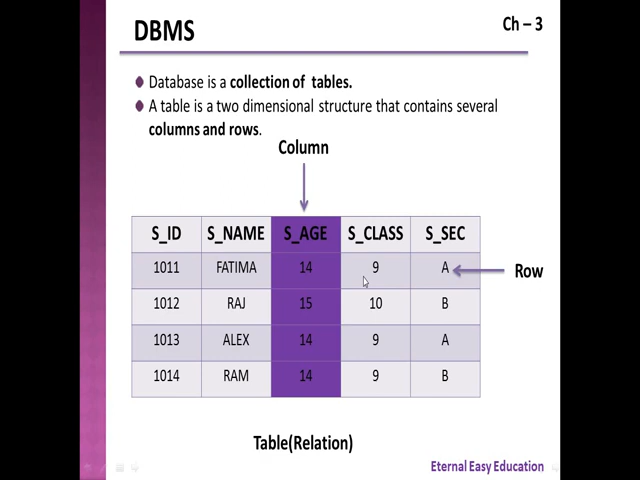 DBMS
Ch – 3
Database is a collection of tables.
A table is a two dimensional structure that contains several
columns and rows.
Column
S_ID S_NAME S_AGE S_CLASS S_SEC
1011 FATIMA 14 9 A
Row
1012 RAJ 15 10 B
1013 ALEX 14 9 A
1014 RAM 14 9 B
Table(Relation)
Eternal Easy Education